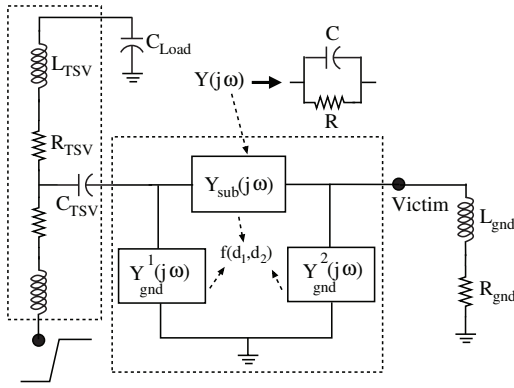 L_TSV
C_Load
Y(jω)
C
R
R_TSV
C_TSV
Y_sub(jω)
Victim
L_gnd
Y^1_gnd(jω)
f(d_1,d_2)
Y^2_gnd(jω)
R_gnd